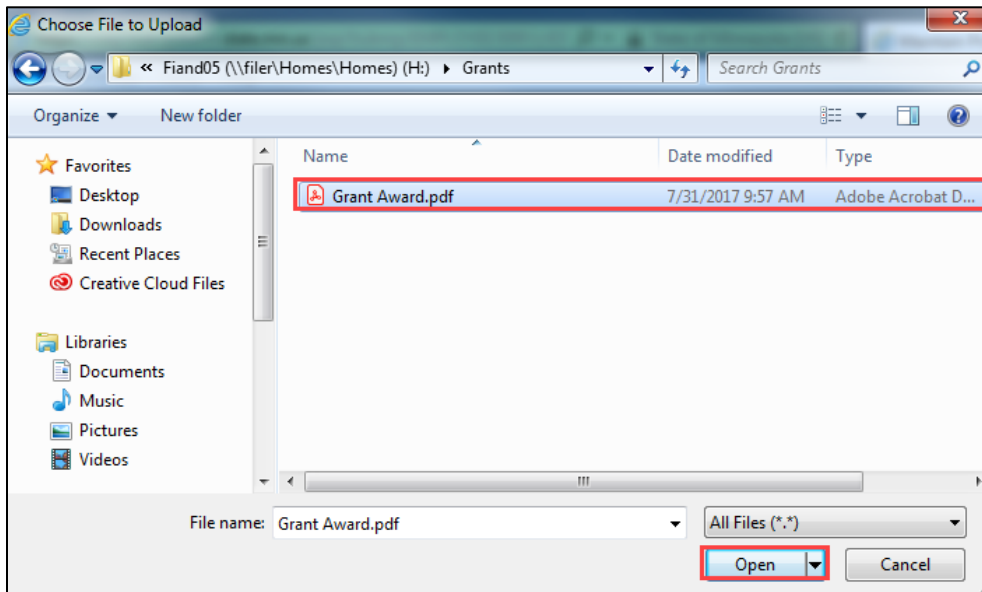 Choose File to Upload
« Fiand05 (\\filer\Homes\Homes) (H:) Grants
Search Grants
Organize New folder
Name Date modified Type
Favorites
Desktop
Downloads
Recent Places
Creative Cloud Files
Libraries
Documents
Music
Pictures
Videos
Grant Award.pdf 7/31/2017 9:57 AM Adobe Acrobat D...
File name: Grant Award.pdf All Files (*.*)
Open Cancel